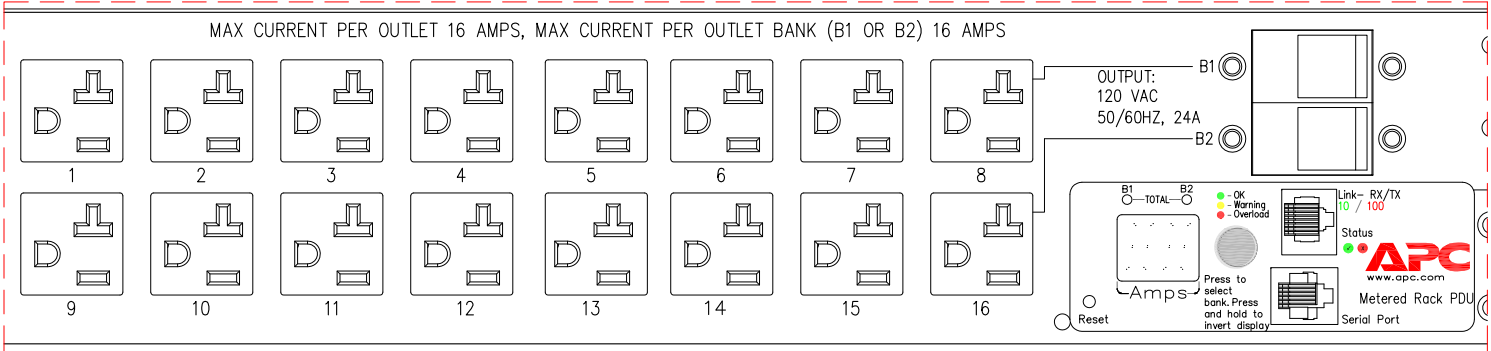 MAX CURRENT PER OUTLET 16 AMPS, MAX CURRENT PER OUTLET BANK (B1 OR B2) 16 AMPS
B1
OUTPUT:
120 VAC
50/60HZ, 24A
B2
1 2 3 4 5 6 7 8
9 10 11 12 13 14 15 16
B1 B2
TOTAL
- OK
- Warning
- Overload
Amps
Reset
Press to
select
bank. Press
and hold to
invert display
Link- RX/TX
10 / 100
Status
APC
www.apc.com
Metered Rack PDU
Serial Port